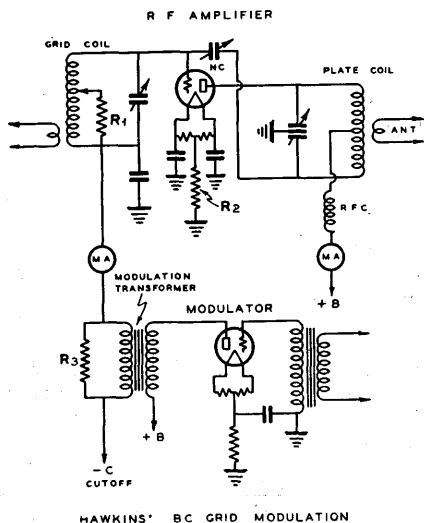 R F AMPLIFIER
GRID COIL
NC
PLATE COIL
R1
ANT
R2
R F C
MA
MA
MODULATION
TRANSFORMER
+B
MODULATOR
R3
+B
-C
CUTOFF
HAWKINS' BC GRID MODULATION